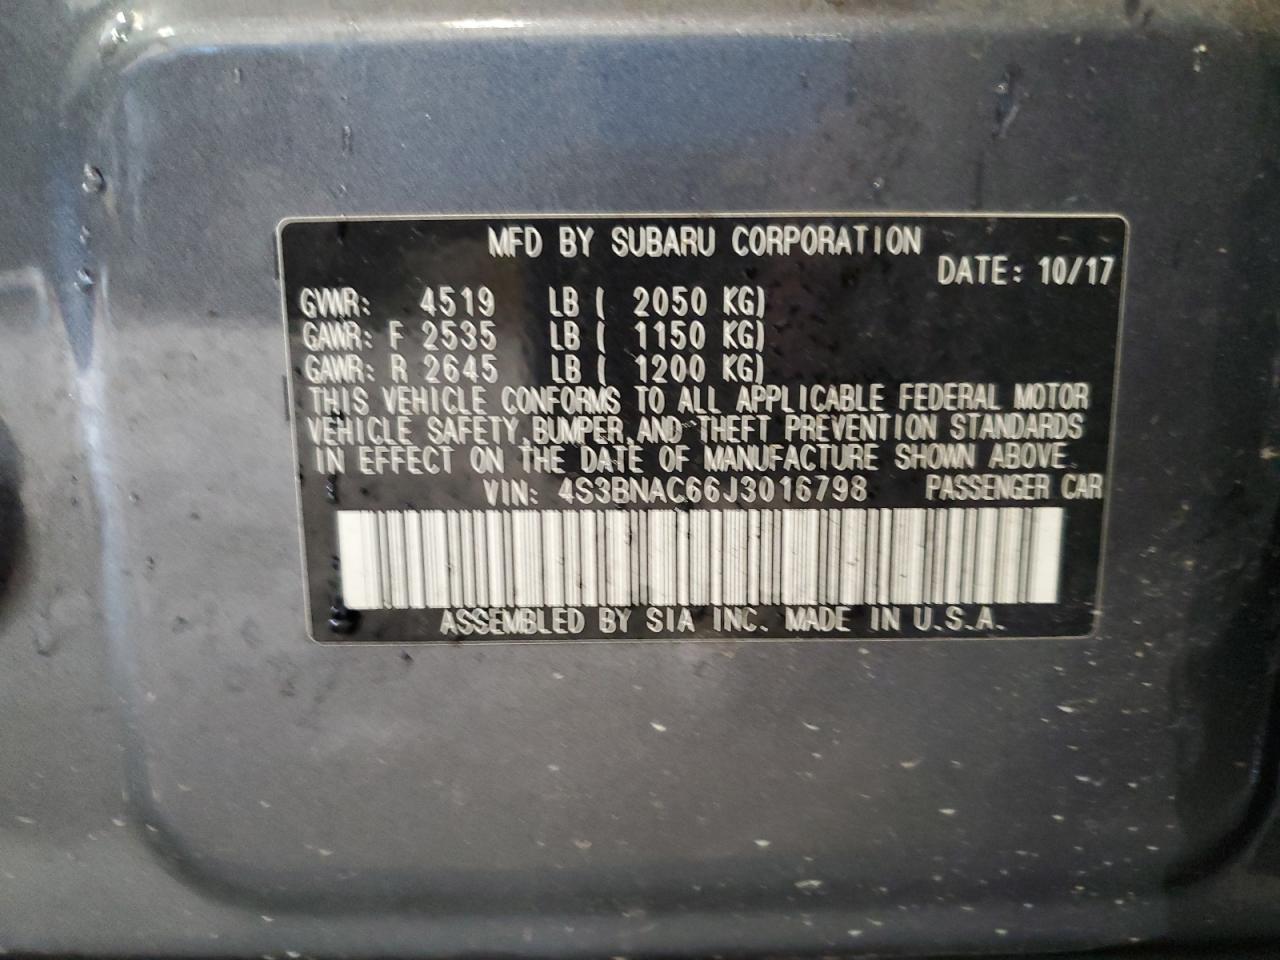 MFD BY SUBARU CORPORATION
DATE: 10/17
GVWR: 4519 LB ( 2050 KG)
GAWR: F 2535 LB ( 1150 KG)
GAWR: R 2645 LB ( 1200 KG)
THIS VEHICLE CONFORMS TO ALL APPLICABLE FEDERAL MOTOR
VEHICLE SAFETY, BUMPER, AND THEFT PREVENTION STANDARDS
IN EFFECT ON THE DATE OF MANUFACTURE SHOWN ABOVE.
VIN: 4S3BNAC66J3016798 PASSENGER CAR
ASSEMBLED BY SIA INC. MADE IN U.S.A.